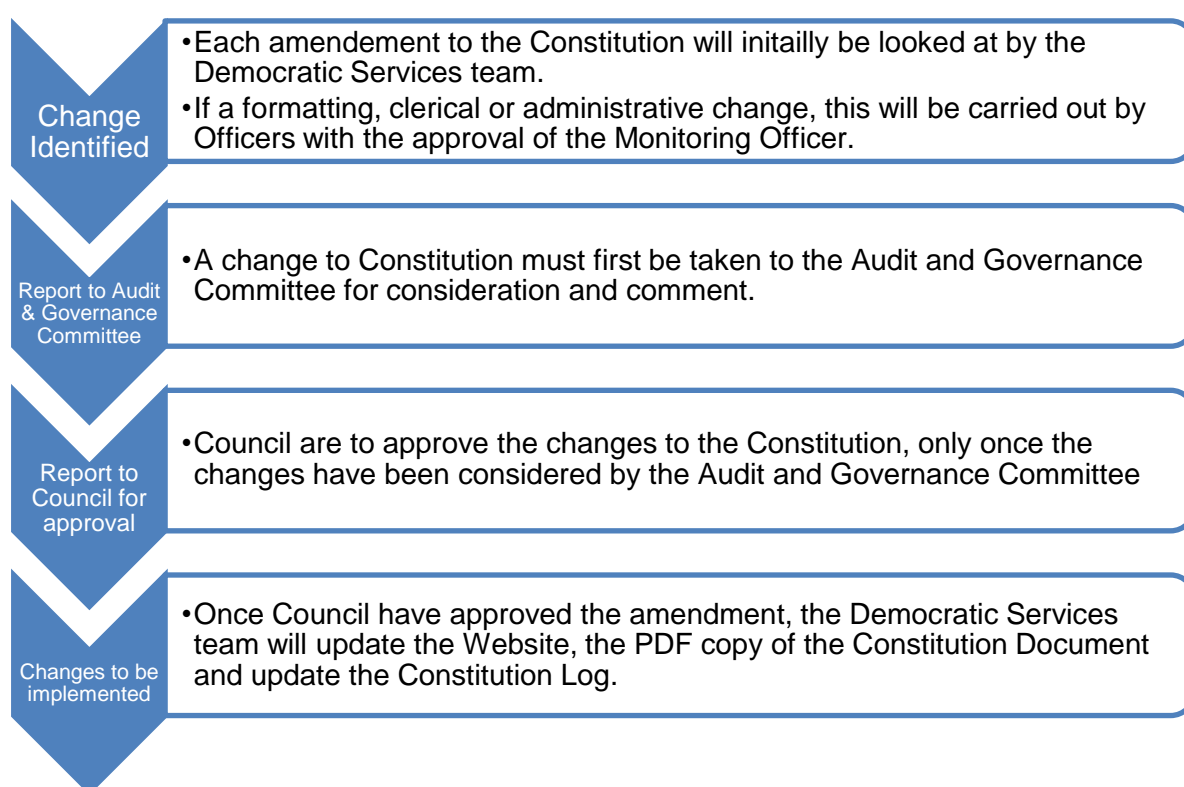 Change
Identified
•Each amendement to the Constitution will initailly be looked at by the
Democratic Services team.
•If a formatting, clerical or administrative change, this will be carried out by
Officers with the approval of the Monitoring Officer.
Report to Audit
& Governance
Committee
•A change to Constitution must first be taken to the Audit and Governance
Committee for consideration and comment.
Report to
Council for
approval
•Council are to approve the changes to the Constitution, only once the
changes have been considered by the Audit and Governance Committee
Changes to be
implemented
•Once Council have approved the amendment, the Democratic Services
team will update the Website, the PDF copy of the Constitution Document
and update the Constitution Log.